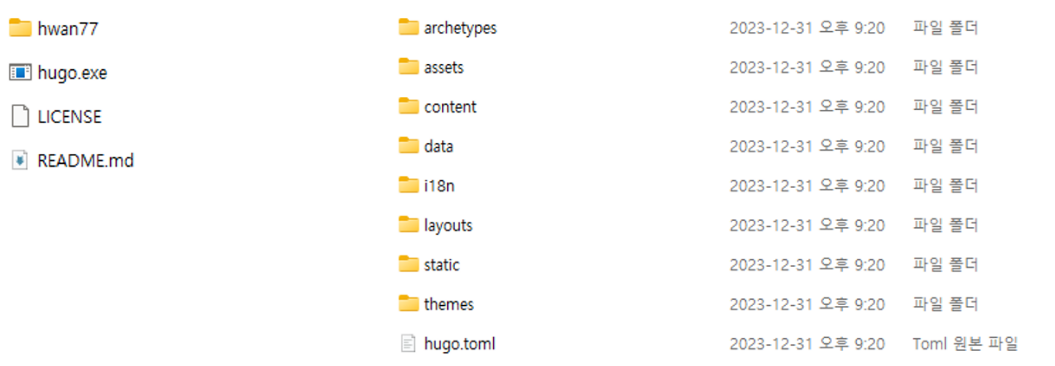 hwan77
hugo.exe
LICENSE
README.md
archetypes 2023-12-31 오후 9:20 파일 폴더
assets 2023-12-31 오후 9:20 파일 폴더
content 2023-12-31 오후 9:20 파일 폴더
data 2023-12-31 오후 9:20 파일 폴더
i18n 2023-12-31 오후 9:20 파일 폴더
layouts 2023-12-31 오후 9:20 파일 폴더
static 2023-12-31 오후 9:20 파일 폴더
themes 2023-12-31 오후 9:20 파일 폴더
hugo.toml 2023-12-31 오후 9:20 Toml 원본 파일